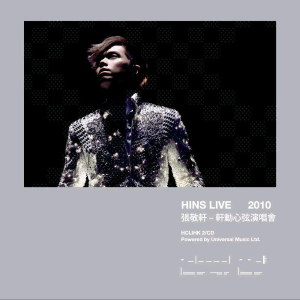 HINS LIVE 2010
張敬軒 - 軒動心弦演唱會
HCLIHK 2/CD
Powered by Universal Music Ltd.